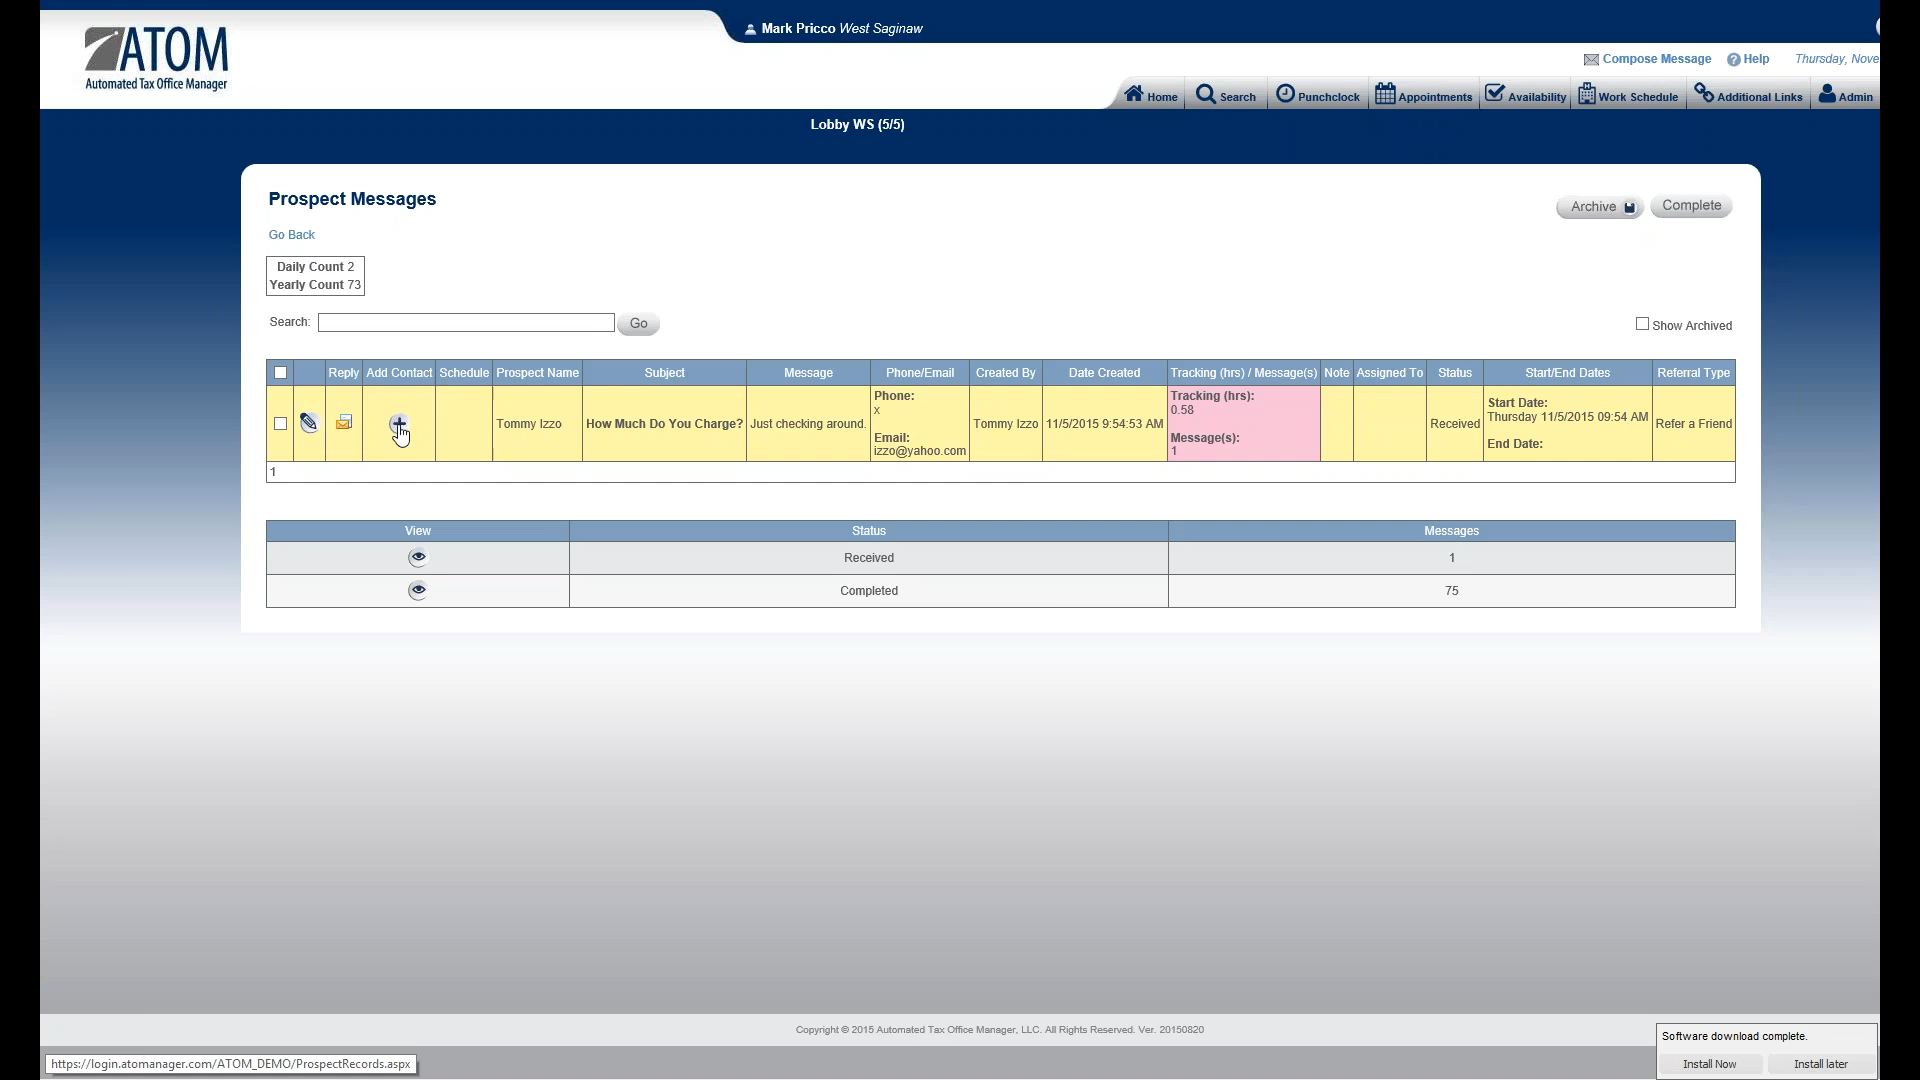 ATOM
Automated Tax Office Manager
Mark Pricco West Saginaw
Compose Message Help Thursday, Nove
Home Search Punchclock Appointments Availability Work Schedule Additional Links Admin
Lobby WS (5/5)
Prospect Messages
Archive Complete
Go Back
Daily Count 2
Yearly Count 73
Search: Go
Show Archived
Reply Add Contact Schedule Prospect Name Subject Message Phone/Email Created By Date Created Tracking (hrs) / Message(s) Note Assigned To Status Start/End Dates Referral Type
Tommy Izzo How Much Do You Charge? Just checking around. Phone: x Email: izzo@yahoo.com Tommy Izzo 11/5/2015 9:54:53 AM Tracking (hrs): 0.58 Message(s): 1 Received Start Date: Thursday 11/5/2015 09:54 AM End Date: Refer a Friend
1
View Status Messages
Received 1
Completed 75
Copyright © 2015 Automated Tax Office Manager, LLC. All Rights Reserved. Ver. 20150820
Software download complete.
Install Now Install later
https://login.atomanager.com/ATOM_DEMO/ProspectRecords.aspx